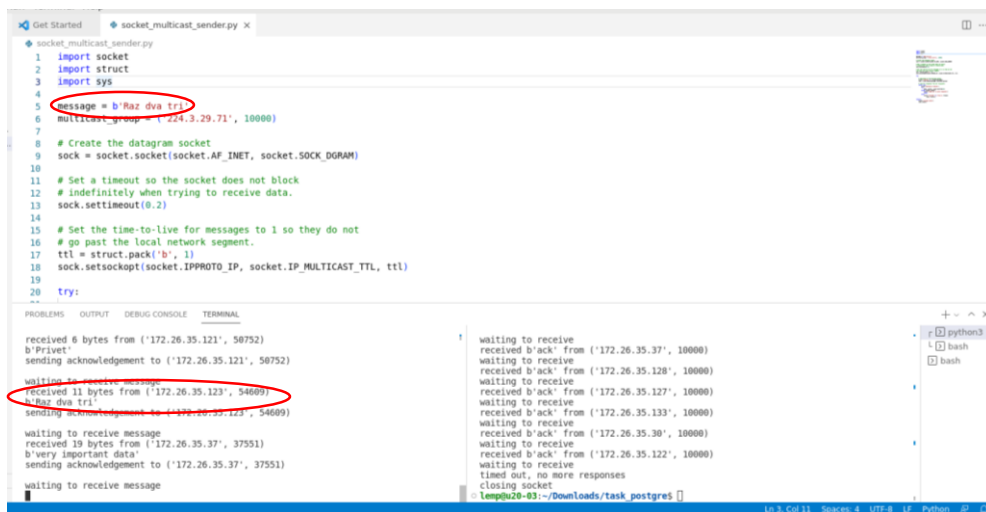 Get Started
socket_multicast_sender.py ×
socket_multicast_sender.py
1 import socket
2 import struct
3 import sys
4
5 message = b'Raz dva tri'
6 multicast_group = ('224.3.29.71', 10000)
7
8 # Create the datagram socket
9 sock = socket.socket(socket.AF_INET, socket.SOCK_DGRAM)
10
11 # Set a timeout so the socket does not block
12 # indefinitely when trying to receive data.
13 sock.settimeout(0.2)
14
15 # Set the time-to-live for messages to 1 so they do not
16 # go past the local network segment.
17 ttl = struct.pack('b', 1)
18 sock.setsockopt(socket.IPPROTO_IP, socket.IP_MULTICAST_TTL, ttl)
19
20 try:
PROBLEMS OUTPUT DEBUG CONSOLE TERMINAL
received 6 bytes from ('172.26.35.121', 50752)
b'Privet'
sending acknowledgement to ('172.26.35.121', 50752)
waiting to receive message
received 11 bytes from ('172.26.35.123', 54609)
b'Raz dva tri'
sending acknowledgement to ('172.26.35.123', 54609)
waiting to receive message
received 19 bytes from ('172.26.35.37', 37551)
b'very important data'
sending acknowledgement to ('172.26.35.37', 37551)
waiting to receive message
waiting to receive
received b'ack' from ('172.26.35.37', 10000)
waiting to receive
received b'ack' from ('172.26.35.128', 10000)
waiting to receive
received b'ack' from ('172.26.35.127', 10000)
waiting to receive
received b'ack' from ('172.26.35.133', 10000)
waiting to receive
received b'ack' from ('172.26.35.30', 10000)
waiting to receive
received b'ack' from ('172.26.35.122', 10000)
waiting to receive
timed out, no more responses
closing socket
lemp@u20-03:~/Downloads/task_postgre$
python3
bash
bash
Ln 3, Col 11 Spaces: 4 UTF-8 LF Python